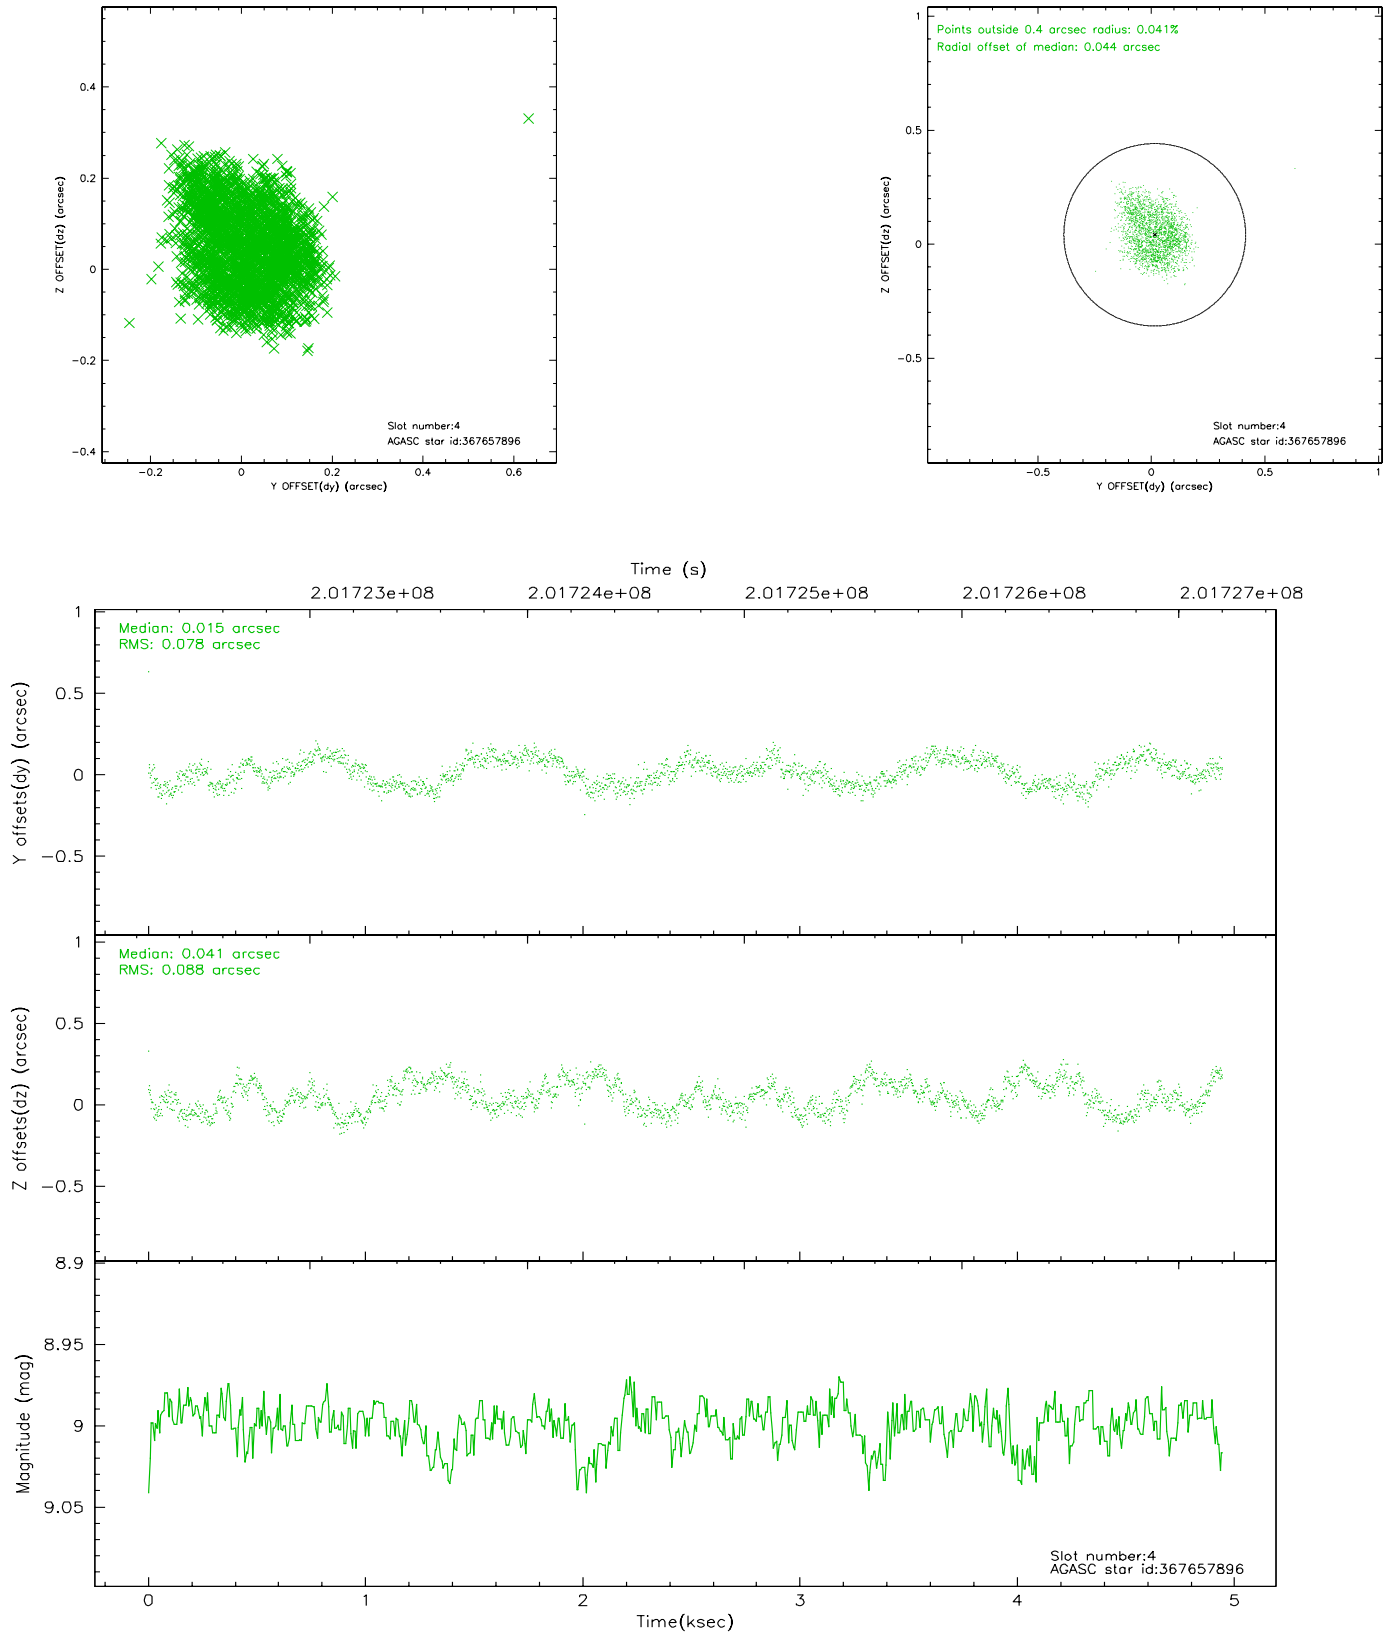 0.4
0.2
0
−0.2
−0.4
Z OFFSET(dz) (arcsec)
Slot number:4
AGASC star id:367657896
−0.2 0 0.2 0.4 0.6
Y OFFSET(dy) (arcsec)
Points outside 0.4 arcsec radius: 0.041%
Radial offset of median: 0.044 arcsec
1
0.5
0
−0.5
Z OFFSET(dz) (arcsec)
Slot number:4
AGASC star id:367657896
−0.5 0 0.5 1
Y OFFSET(dy) (arcsec)
Time (s)
2.01723e+08 2.01724e+08 2.01725e+08 2.01726e+08 2.01727e+08
Median: 0.015 arcsec
RMS: 0.078 arcsec
1
0.5
0
−0.5
Y offsets(dy) (arcsec)
Median: 0.041 arcsec
RMS: 0.088 arcsec
1
0.5
0
−0.5
Z offsets(dz) (arcsec)
8.9
8.95
9
9.05
Magnitude (mag)
Slot number:4
AGASC star id:367657896
0 1 2 3 4 5
Time(ksec)